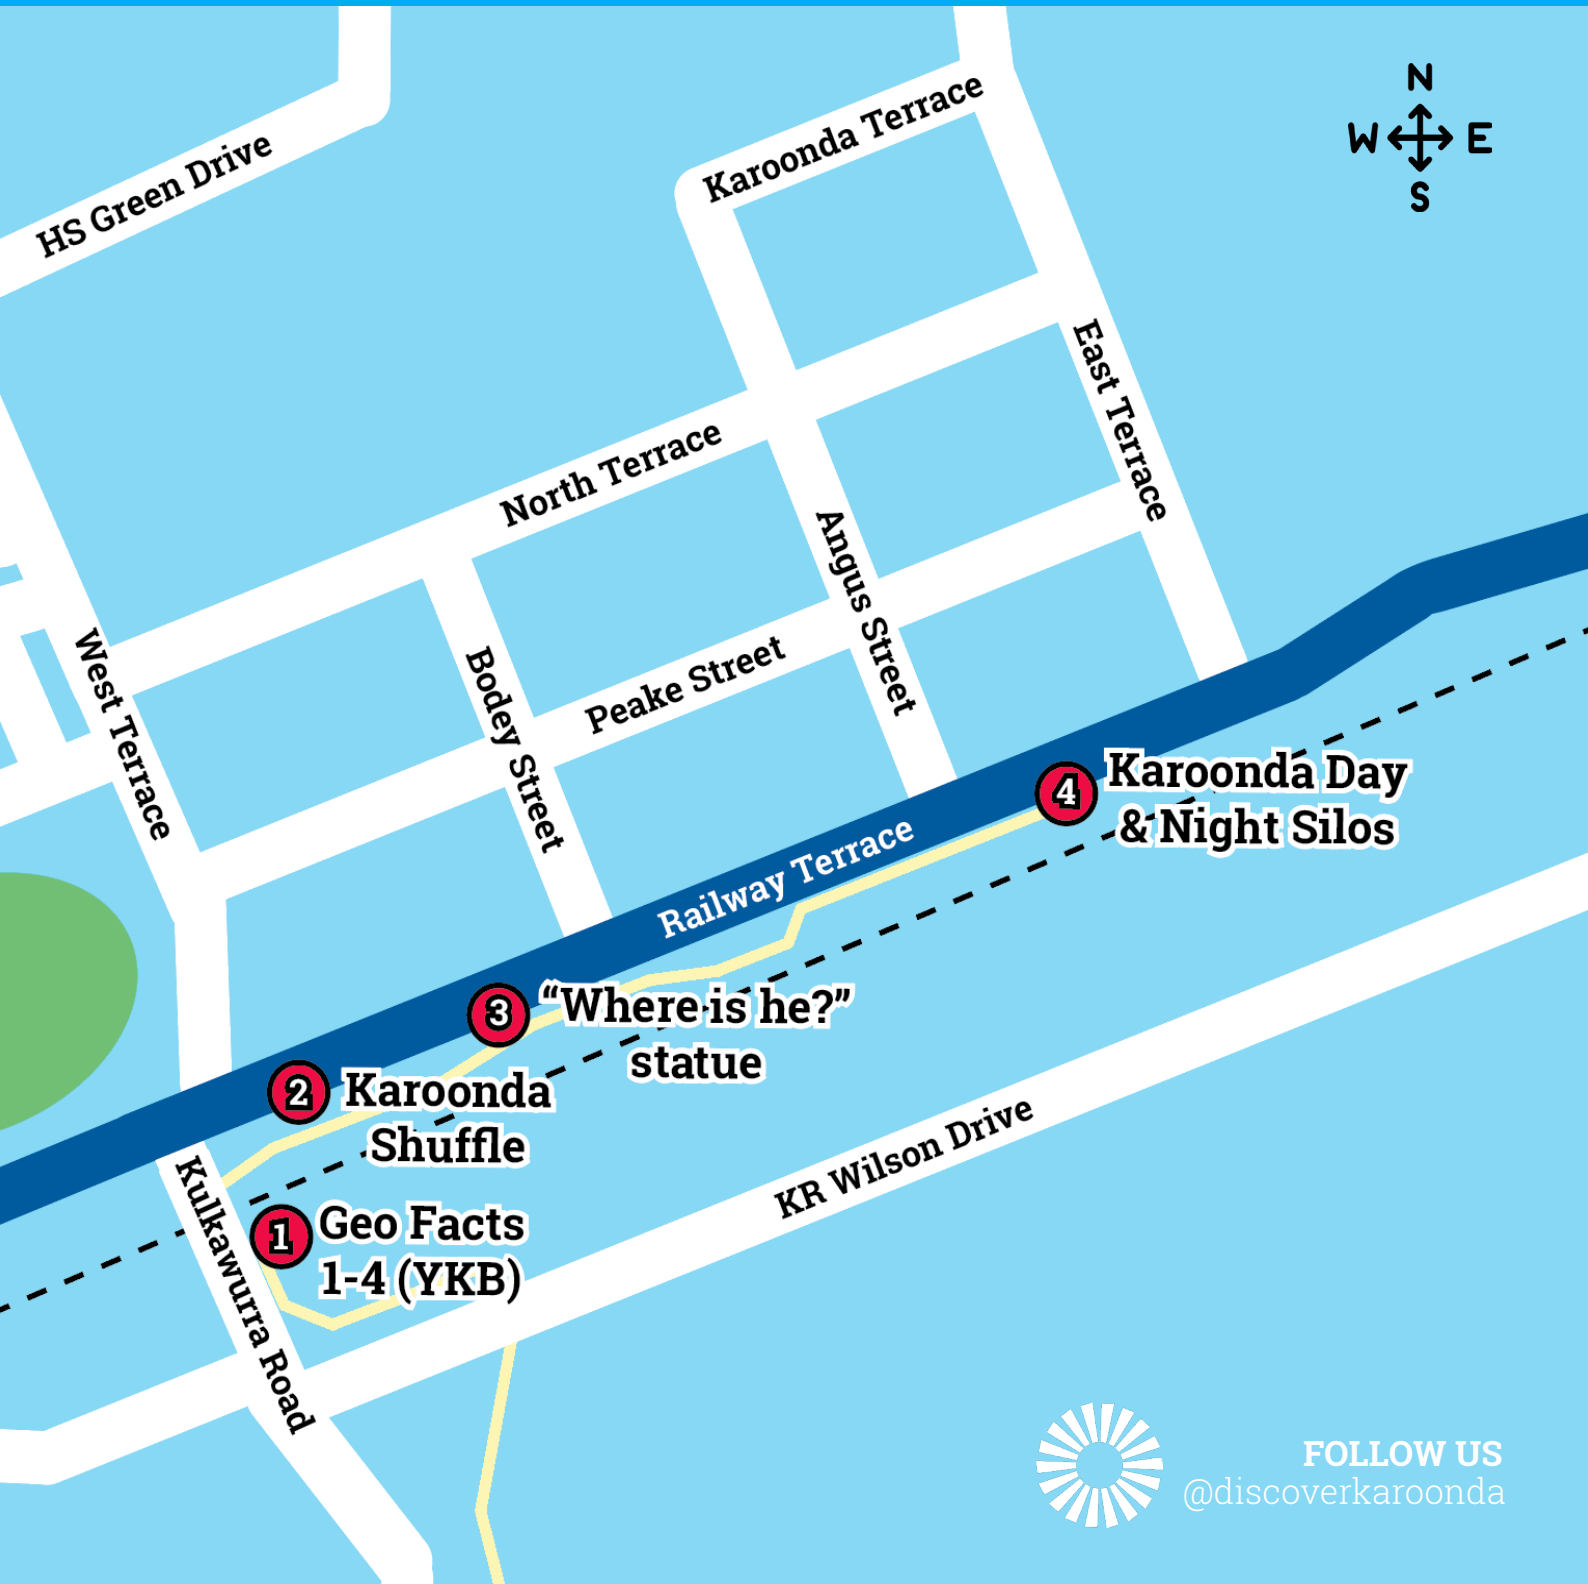 N
W E
S
Karoonda Terrace
HS Green Drive
East Terrace
North Terrace
Angus Street
West Terrace
Bodey Street
Peake Street
4 Karoonda Day
& Night Silos
Railway Terrace
3 “Where is he?”
statue
2 Karoonda
Shuffle
KR Wilson Drive
Kulkawurra Road
1 Geo Facts
1-4 (YKB)
FOLLOW US
@discoverkaroonda